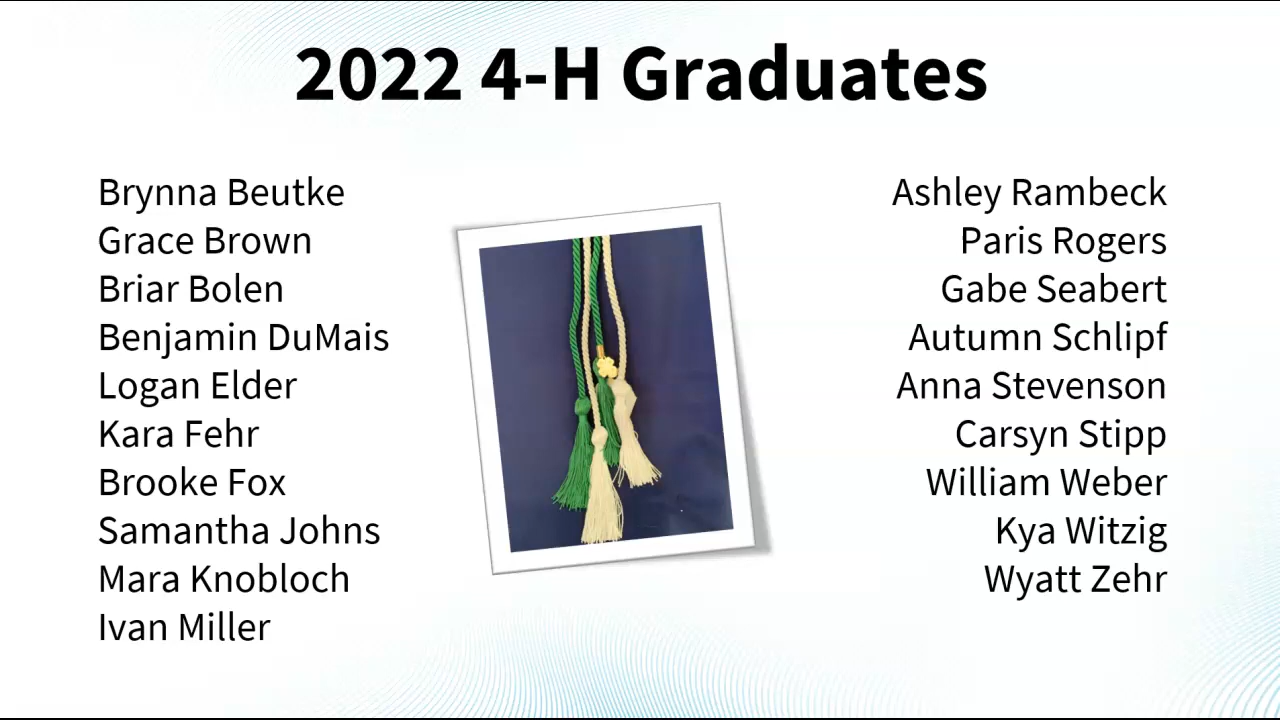 2022 4-H Graduates
Brynna Beutke
Grace Brown
Briar Bolen
Benjamin DuMais
Logan Elder
Kara Fehr
Brooke Fox
Samantha Johns
Mara Knobloch
Ivan Miller
Ashley Rambeck
Paris Rogers
Gabe Seabert
Autumn Schlipf
Anna Stevenson
Carsyn Stipp
William Weber
Kya Witzig
Wyatt Zehr